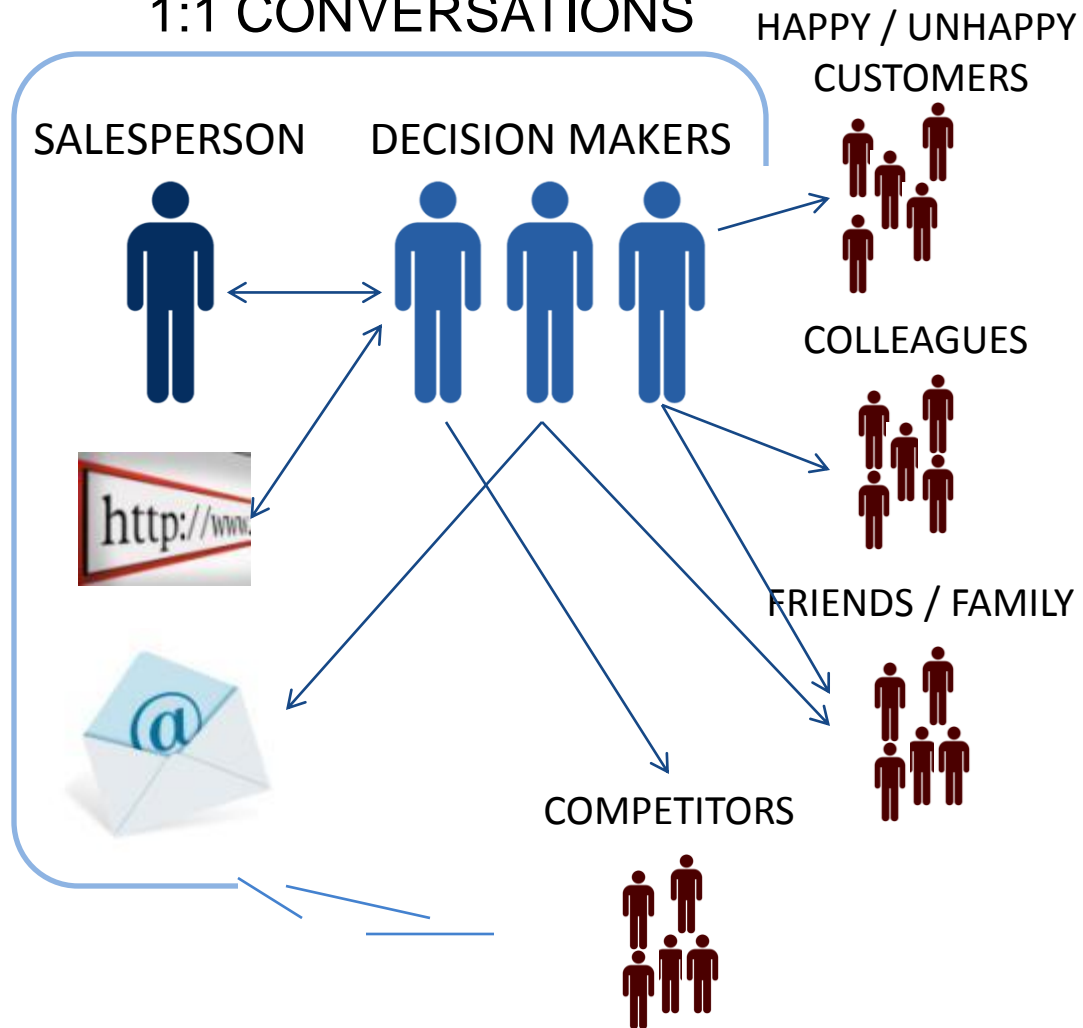 1:1 CONVERSATIONS
HAPPY / UNHAPPY
CUSTOMERS
SALESPERSON
DECISION MAKERS
COLLEAGUES
http://www.
FRIENDS / FAMILY
@
COMPETITORS